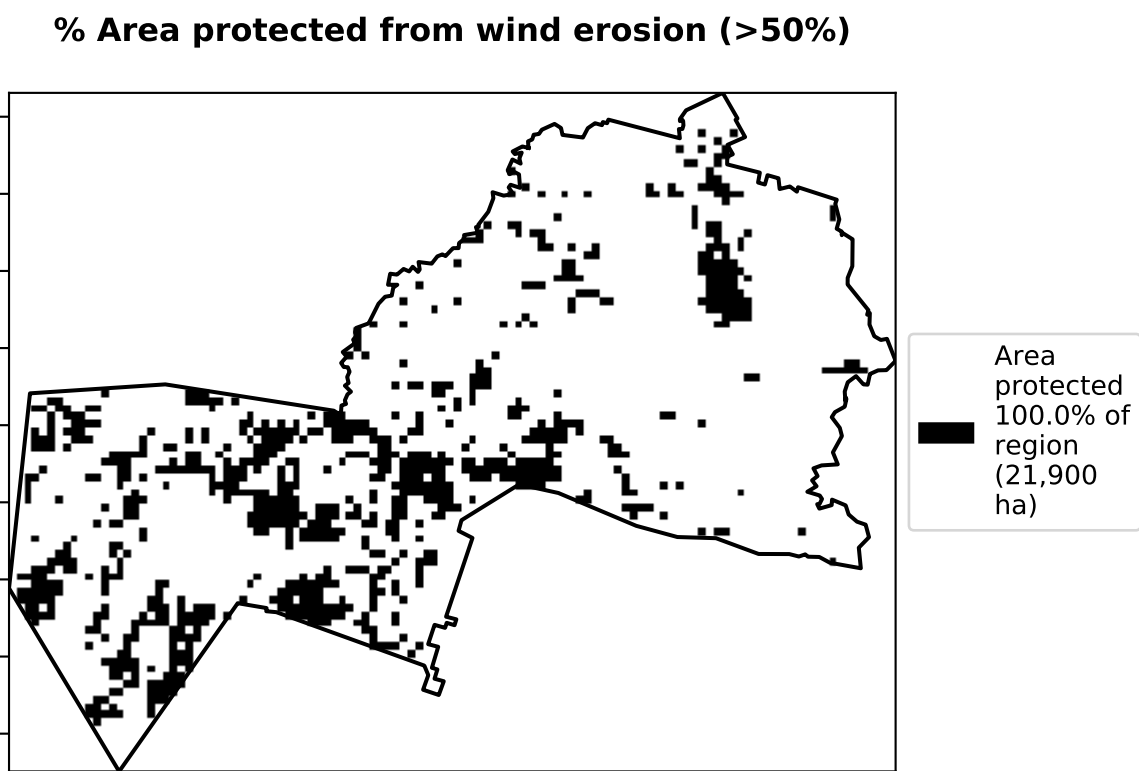 % Area protected from wind erosion (>50%)
Area
protected
100.0% of
region
(21,900
ha)